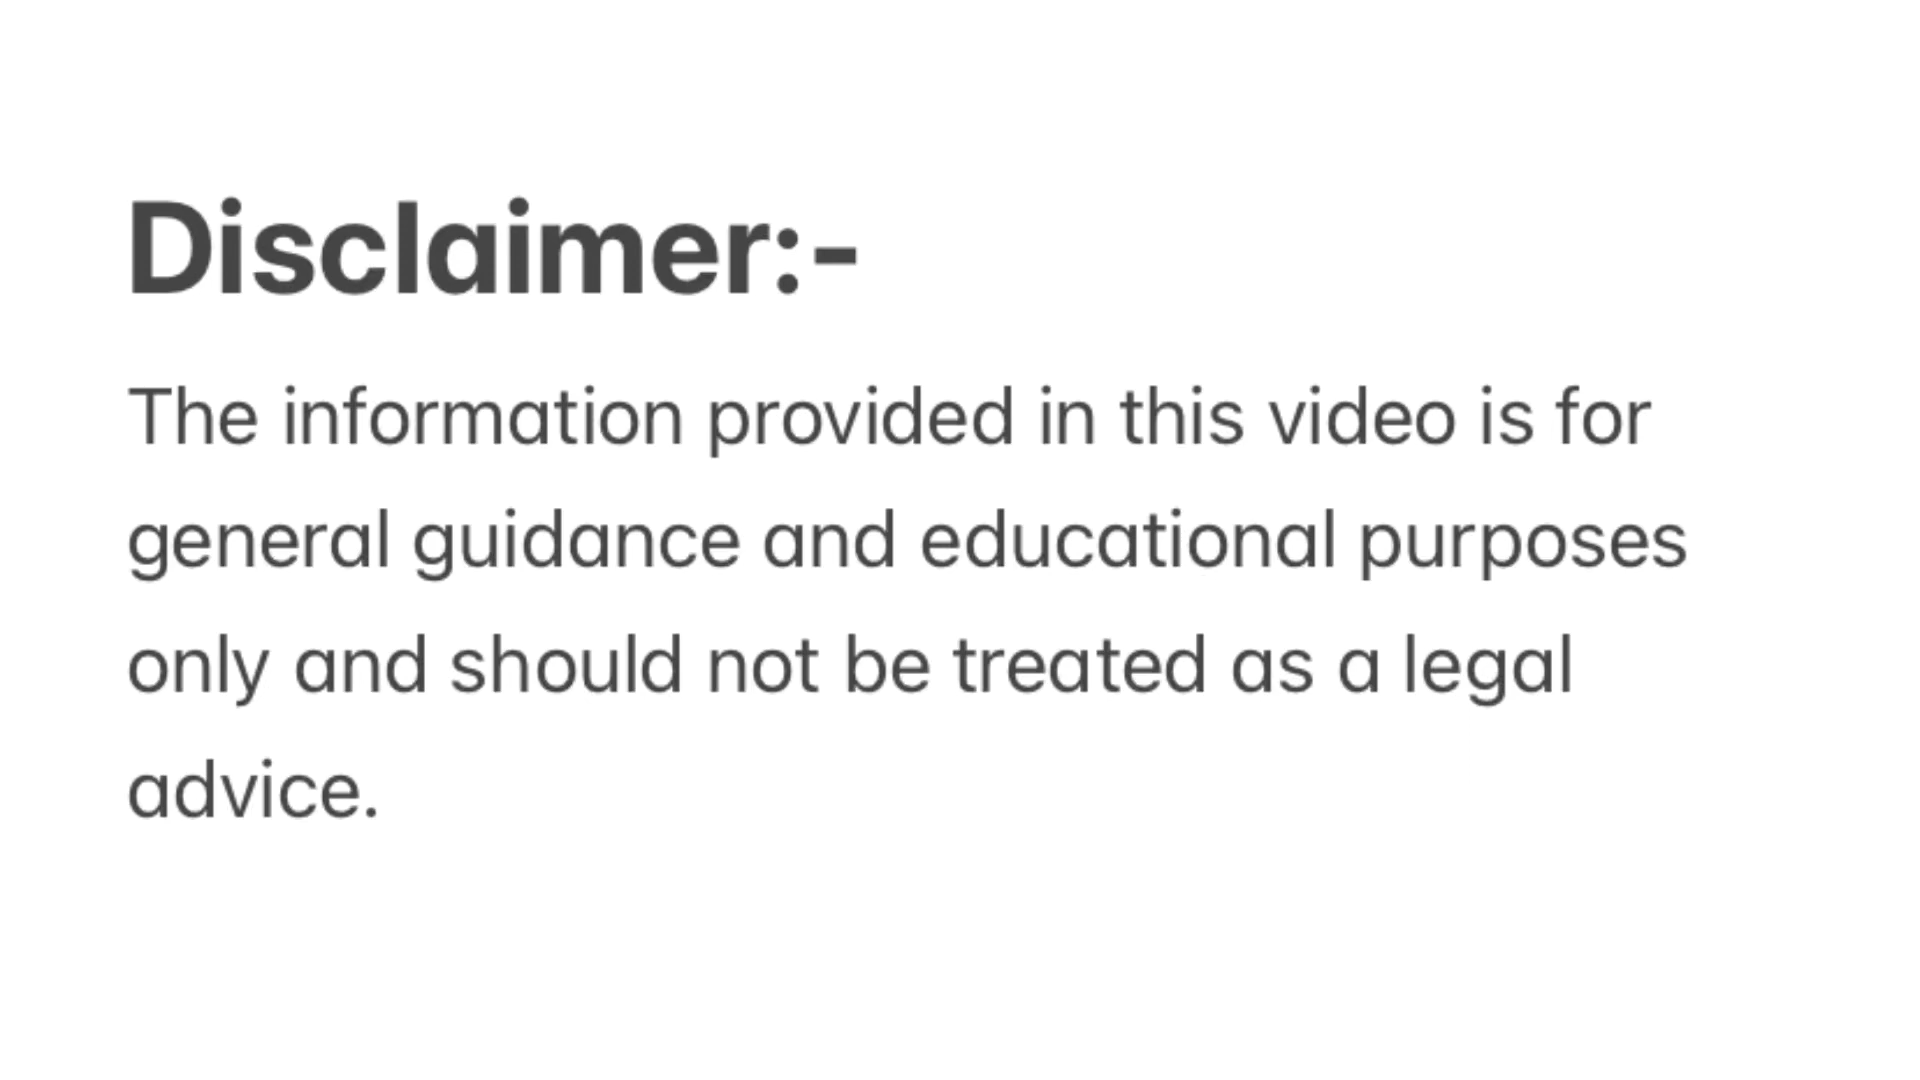 Disclaimer:-
The information provided in this video is for
general guidance and educational purposes
only and should not be treated as a legal
advice.